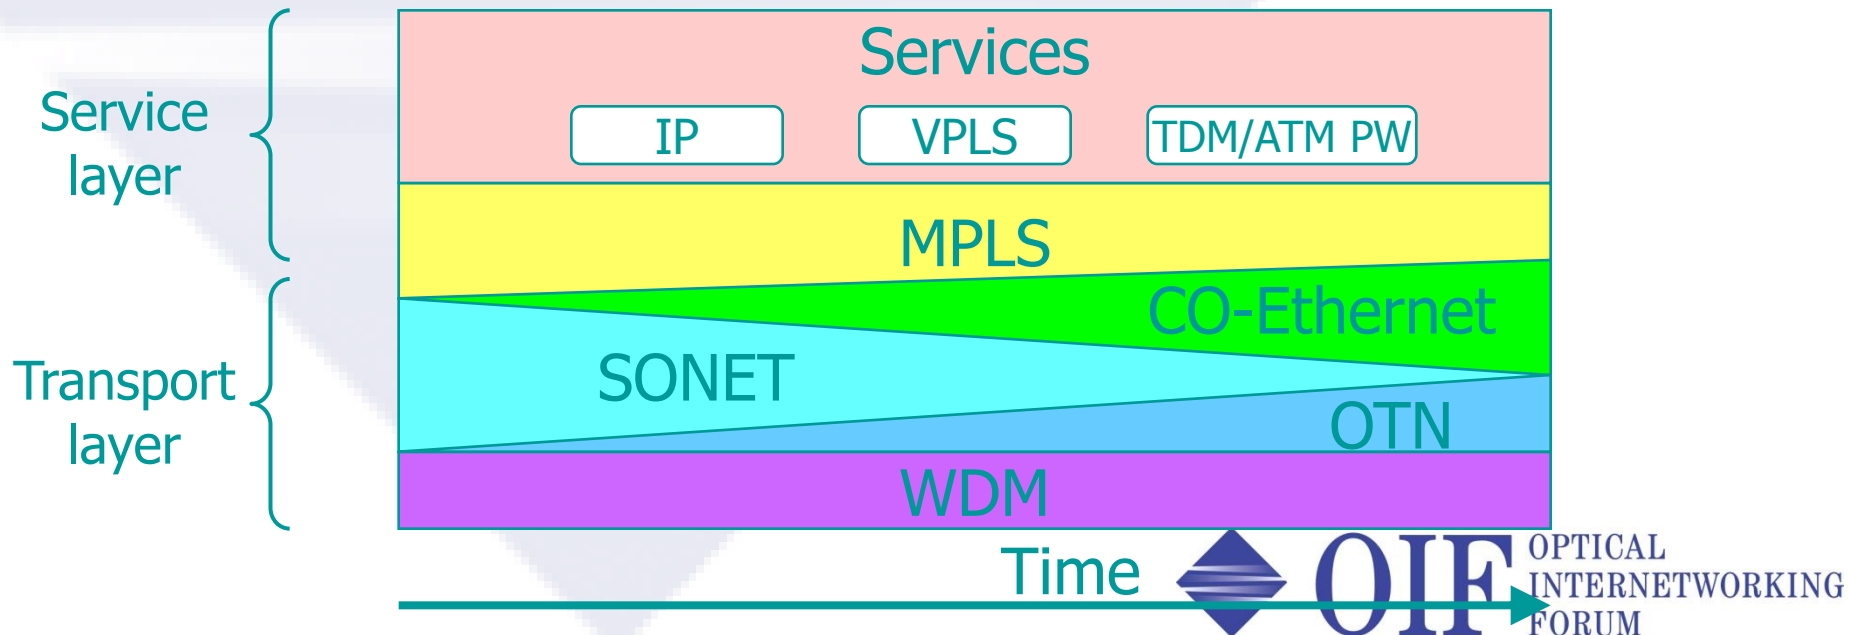 Services
Service
layer
IP
VPLS
TDM/ATM PW
MPLS
CO-Ethernet
SONET
Transport
layer
OTN
WDM
Time
OIF
OPTICAL
INTERNETWORKING
FORUM